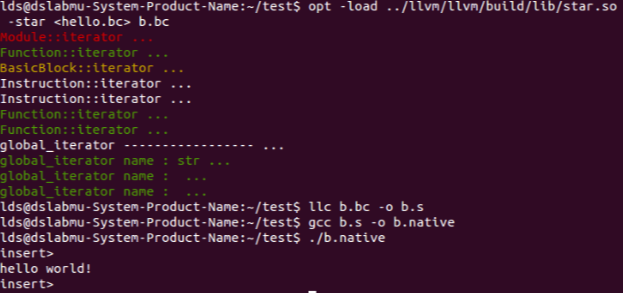 lds@dslabmu-System-Product-Name:~/test$ opt -load ../llvm/llvm/build/lib/star.so
-star <hello.bc> b.bc
Module::iterator ...
Function::iterator ...
BasicBlock::iterator ...
Instruction::iterator ...
Instruction::iterator ...
Function::iterator ...
Function::iterator ...
global_iterator ----------------- ...
global_iterator name : str ...
global_iterator name :  ...
global_iterator name :  ...
lds@dslabmu-System-Product-Name:~/test$ llc b.bc -o b.s
lds@dslabmu-System-Product-Name:~/test$ gcc b.s -o b.native
lds@dslabmu-System-Product-Name:~/test$ ./b.native
insert>
hello world!
insert>